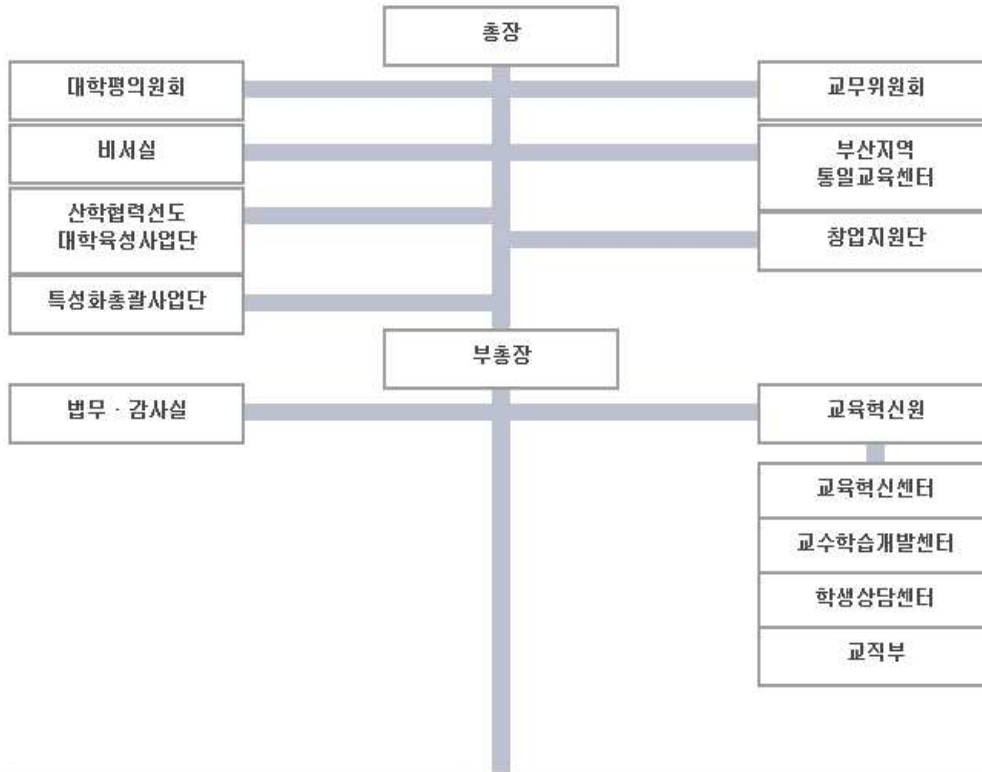 총장
대학평의원회
교무위원회
비서실
부산지역
통일교육센터
산학협력선도
대학육성사업단
창업지원단
특성화총괄사업단
부총장
법무 · 감사실
교육혁신원
교육혁신센터
교수학습개발센터
학생상담센터
교직부